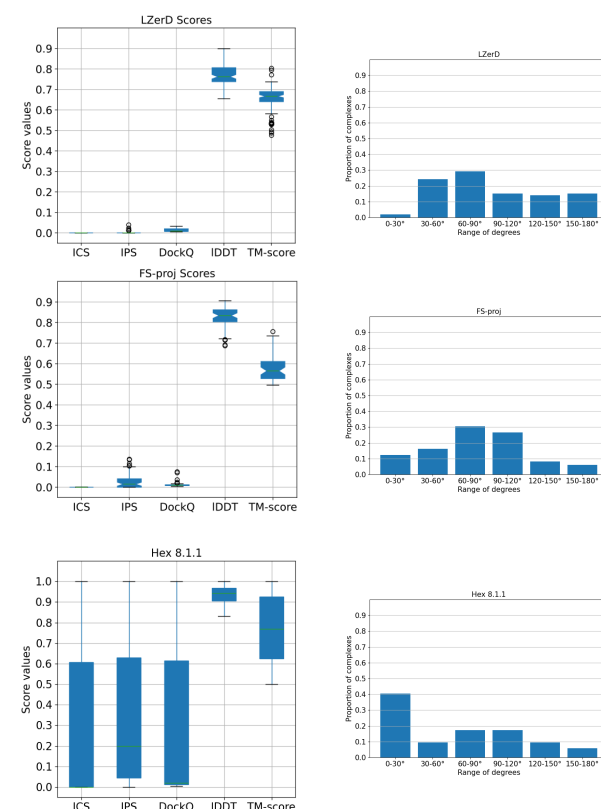 LZerD Scores
Score values
0.9
0.8
0.7
0.6
0.5
0.4
0.3
0.2
0.1
0.0
ICS IPS DockQ lDDT TM-score
LZerD
Proportion of complexes
0.9
0.8
0.7
0.6
0.5
0.4
0.3
0.2
0.1
0.0
0-30° 30-60° 60-90° 90-120° 120-150° 150-180°
Range of degrees
FS-proj Scores
Score values
0.9
0.8
0.7
0.6
0.5
0.4
0.3
0.2
0.1
0.0
ICS IPS DockQ lDDT TM-score
FS-proj
Proportion of complexes
0.9
0.8
0.7
0.6
0.5
0.4
0.3
0.2
0.1
0.0
0-30° 30-60° 60-90° 90-120° 120-150° 150-180°
Range of degrees
Hex 8.1.1
Score values
1.0
0.9
0.8
0.7
0.6
0.5
0.4
0.3
0.2
0.1
0.0
ICS IPS DockQ lDDT TM-score
Hex 8.1.1
Proportion of complexes
0.9
0.8
0.7
0.6
0.5
0.4
0.3
0.2
0.1
0.0
0-30° 30-60° 60-90° 90-120° 120-150° 150-180°
Range of degrees